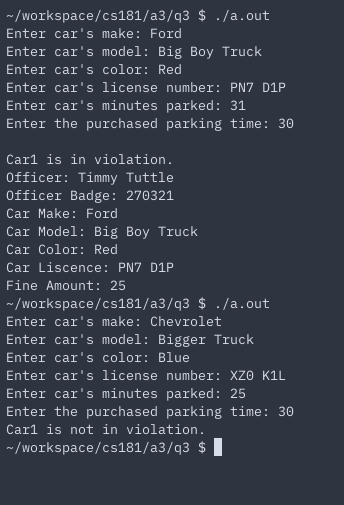 ~/workspace/cs181/a3/q3 $ ./a.out
Enter car's make: Ford
Enter car's model: Big Boy Truck
Enter car's color: Red
Enter car's license number: PN7 D1P
Enter car's minutes parked: 31
Enter the purchased parking time: 30

Car1 is in violation.
Officer: Timmy Tuttle
Officer Badge: 270321
Car Make: Ford
Car Model: Big Boy Truck
Car Color: Red
Car Liscence: PN7 D1P
Fine Amount: 25
~/workspace/cs181/a3/q3 $ ./a.out
Enter car's make: Chevrolet
Enter car's model: Bigger Truck
Enter car's color: Blue
Enter car's license number: XZ0 K1L
Enter car's minutes parked: 25
Enter the purchased parking time: 30
Car1 is not in violation.
~/workspace/cs181/a3/q3 $